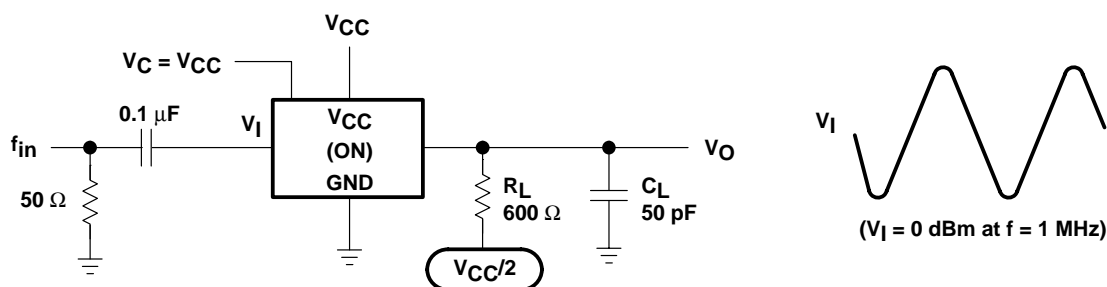 VCC
VC = VCC
0.1 μF
VI
VCC
(ON)
GND
fin
50 Ω
RL
600 Ω
CL
50 pF
VO
VCC/2
VI
(VI = 0 dBm at f = 1 MHz)